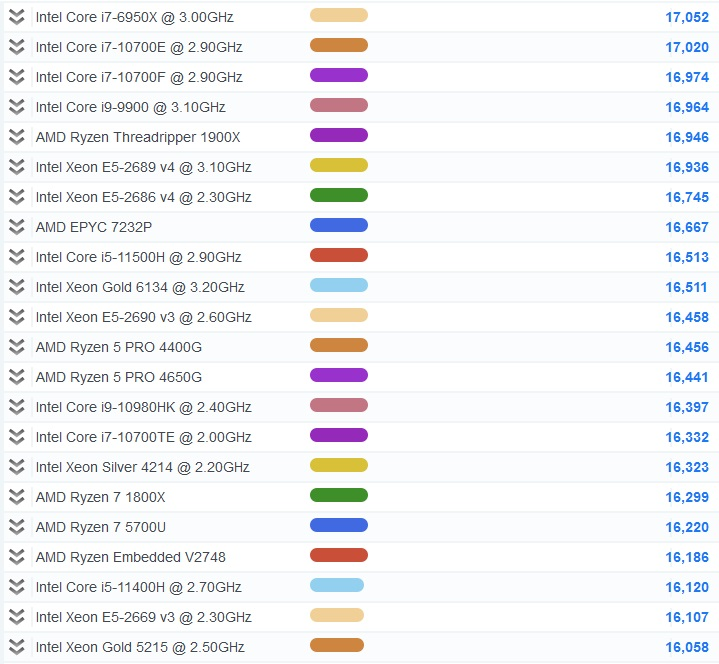 Intel Core i7-6950X @ 3.00GHz 17,052
Intel Core i7-10700E @ 2.90GHz 17,020
Intel Core i7-10700F @ 2.90GHz 16,974
Intel Core i9-9900 @ 3.10GHz 16,964
AMD Ryzen Threadripper 1900X 16,946
Intel Xeon E5-2689 v4 @ 3.10GHz 16,936
Intel Xeon E5-2686 v4 @ 2.30GHz 16,745
AMD EPYC 7232P 16,667
Intel Core i5-11500H @ 2.90GHz 16,513
Intel Xeon Gold 6134 @ 3.20GHz 16,511
Intel Xeon E5-2690 v3 @ 2.60GHz 16,458
AMD Ryzen 5 PRO 4400G 16,456
AMD Ryzen 5 PRO 4650G 16,441
Intel Core i9-10980HK @ 2.40GHz 16,397
Intel Core i7-10700TE @ 2.00GHz 16,332
Intel Xeon Silver 4214 @ 2.20GHz 16,323
AMD Ryzen 7 1800X 16,299
AMD Ryzen 7 5700U 16,220
AMD Ryzen Embedded V2748 16,186
Intel Core i5-11400H @ 2.70GHz 16,120
Intel Xeon E5-2669 v3 @ 2.30GHz 16,107
Intel Xeon Gold 5215 @ 2.50GHz 16,058